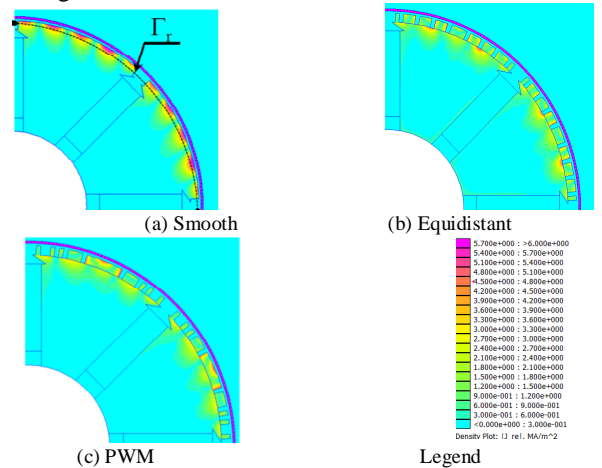 Γr
(a) Smooth
(b) Equidistant
5.700e+000 : >6.000e+000
5.400e+000 : 5.700e+000
5.100e+000 : 5.400e+000
4.800e+000 : 5.100e+000
4.500e+000 : 4.800e+000
4.200e+000 : 4.500e+000
3.900e+000 : 4.200e+000
3.600e+000 : 3.900e+000
3.300e+000 : 3.600e+000
3.000e+000 : 3.300e+000
2.700e+000 : 3.000e+000
2.400e+000 : 2.700e+000
2.100e+000 : 2.400e+000
1.800e+000 : 2.100e+000
1.500e+000 : 1.800e+000
1.200e+000 : 1.500e+000
9.000e-001 : 1.200e+000
6.000e-001 : 9.000e-001
3.000e-001 : 6.000e-001
<0.000e+000 : 3.000e-001
Density Plot: |J re|, MA/m^2
(c) PWM
Legend